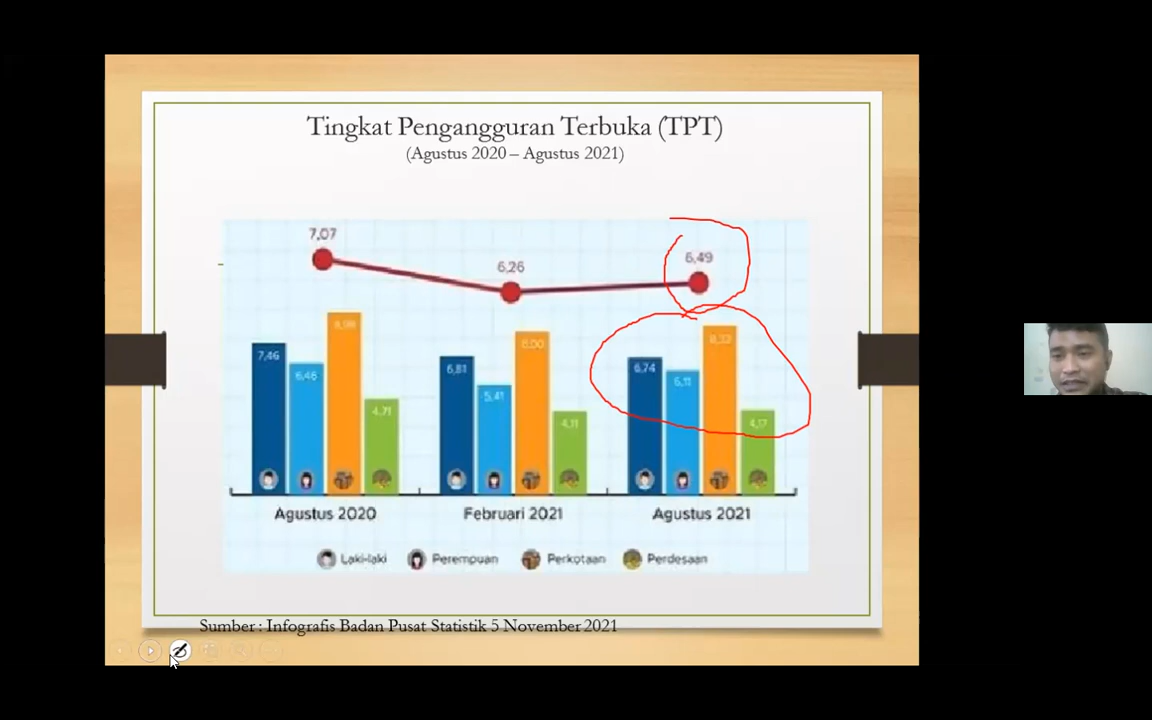 Tingkat Pengangguran Terbuka (TPT)
(Agustus 2020 – Agustus 2021)
7,07
6,26
6,49
7,46
6,46
8,98
4,71
6,81
5,41
8,00
4,11
6,74
6,11
8,32
4,17
Agustus 2020
Februari 2021
Agustus 2021
Laki-laki
Perempuan
Perkotaan
Perdesaan
Sumber : Infografis Badan Pusat Statistik 5 November 2021